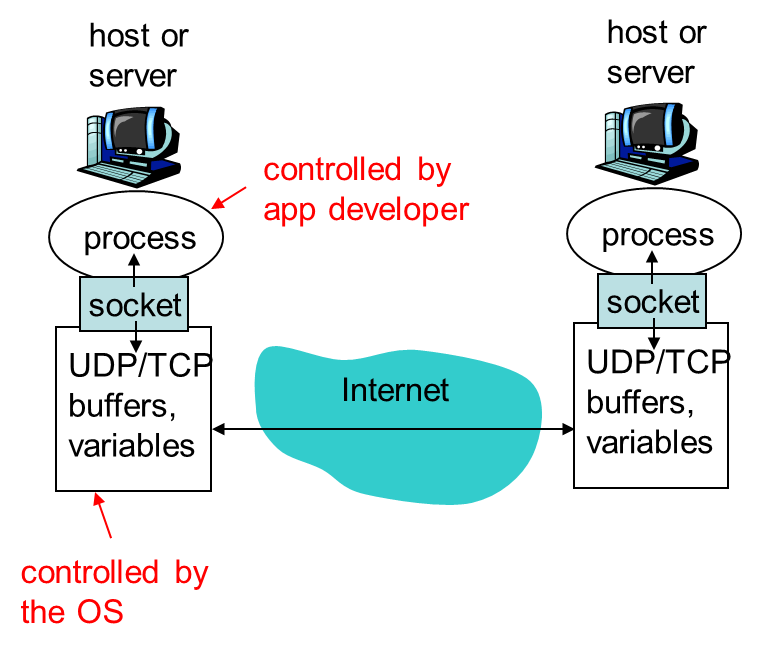 host or
server
host or
server
controlled by
app developer
process
process
socket
socket
UDP/TCP
buffers,
variables
Internet
UDP/TCP
buffers,
variables
controlled by
the OS